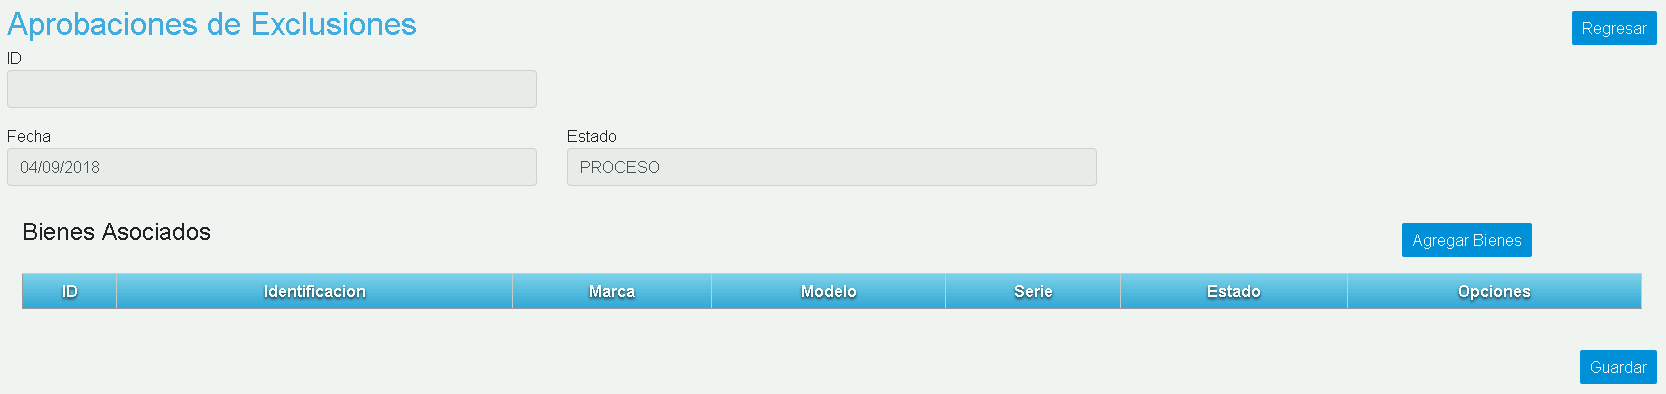 Aprobaciones de Exclusiones
Regresar
ID
Fecha
Estado
04/09/2018
PROCESO
Bienes Asociados
Agregar Bienes
ID Identificacion Marca Modelo Serie Estado Opciones
Guardar